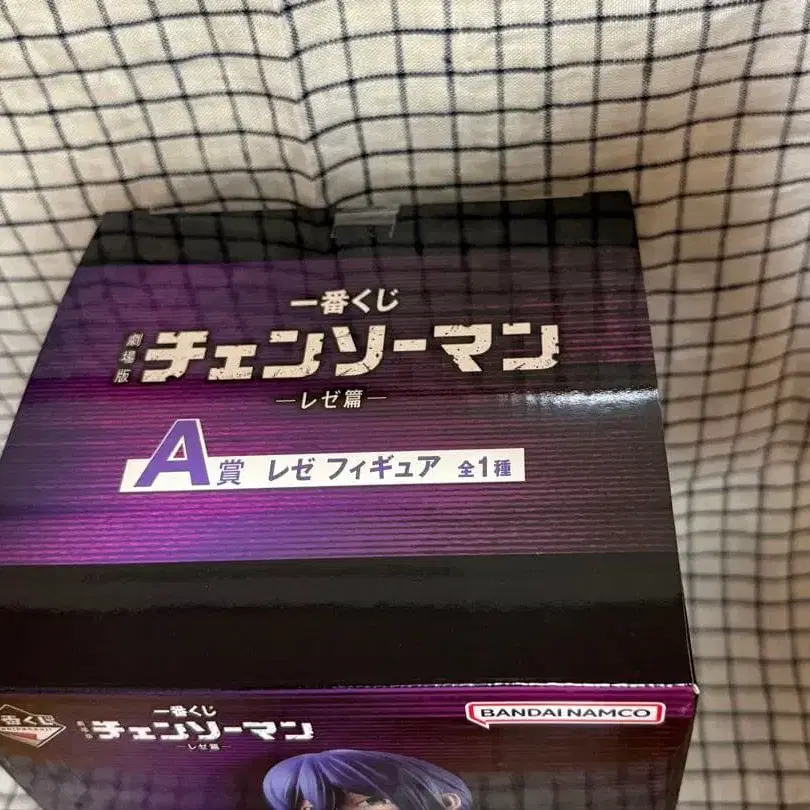 一番くじ
劇場版
チェンソーマン
―レゼ篇―
A賞 レゼ フィギュア 全1種
一番くじ
チェンソーマン
―レゼ篇―
BANDAI NAMCO